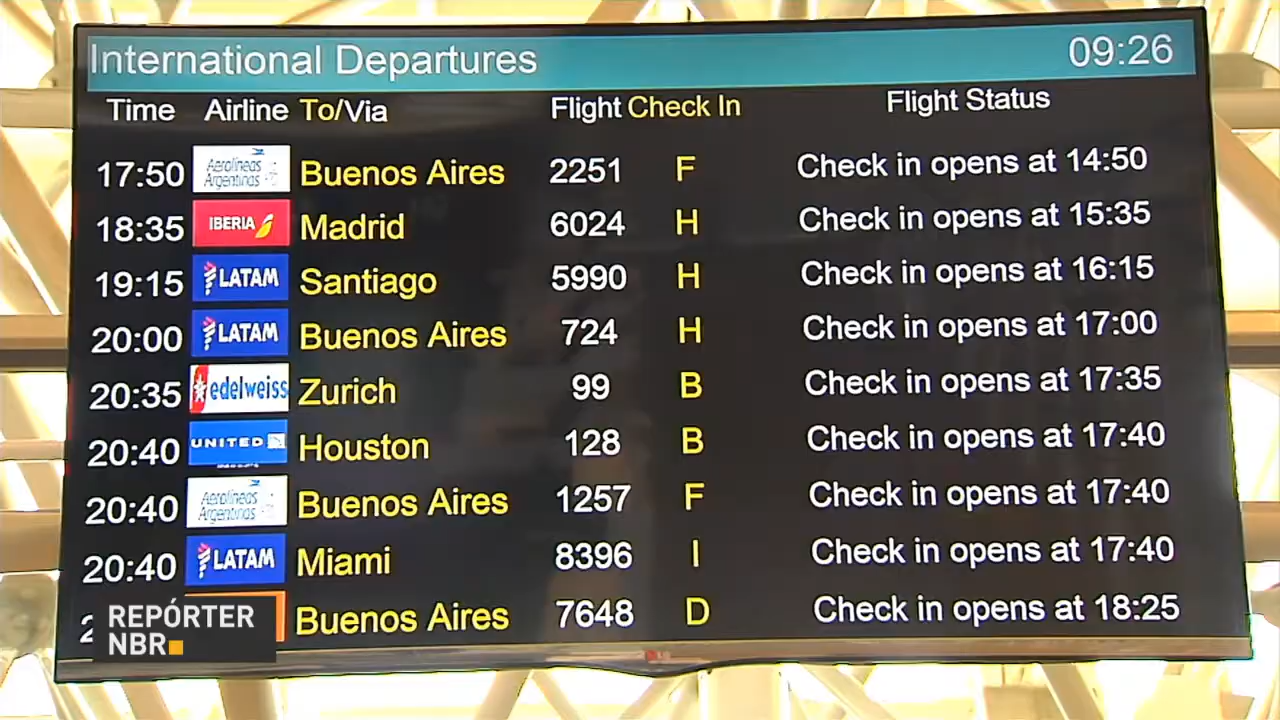 International Departures 09:26
Time Airline To/Via Flight Check In Flight Status
17:50 Aerolíneas Argentinas Buenos Aires 2251 F Check in opens at 14:50
18:35 IBERIA Madrid 6024 H Check in opens at 15:35
19:15 LATAM Santiago 5990 H Check in opens at 16:15
20:00 LATAM Buenos Aires 724 H Check in opens at 17:00
20:35 edelweiss Zurich 99 B Check in opens at 17:35
20:40 UNITED Houston 128 B Check in opens at 17:40
20:40 Aerolíneas Argentinas Buenos Aires 1257 F Check in opens at 17:40
20:40 LATAM Miami 8396 I Check in opens at 17:40
Buenos Aires 7648 D Check in opens at 18:25
REPÓRTER
NBR
LG